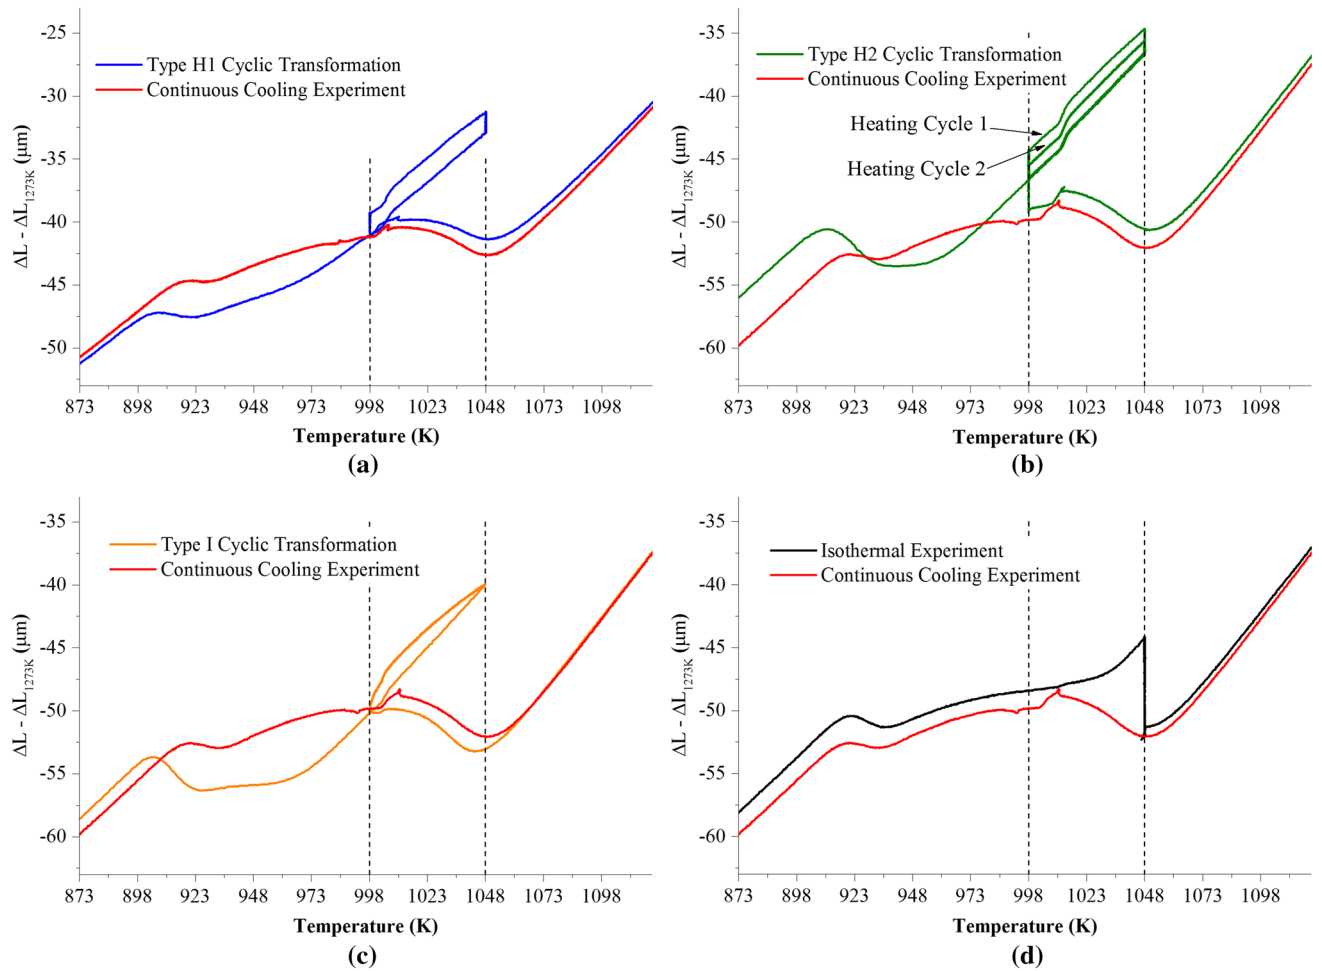 -25
-30
-35
-40
-45
-50
ΔL - ΔL1273K (μm)
Type H1 Cyclic Transformation
Continuous Cooling Experiment
873 898 923 948 973 998 1023 1048 1073 1098
Temperature (K)
(a)
-35
-40
-45
-50
-55
-60
ΔL - ΔL1273K (μm)
Type H2 Cyclic Transformation
Continuous Cooling Experiment
Heating Cycle 1
Heating Cycle 2
873 898 923 948 973 998 1023 1048 1073 1098
Temperature (K)
(b)
-35
-40
-45
-50
-55
-60
ΔL - ΔL1273K (μm)
Type I Cyclic Transformation
Continuous Cooling Experiment
873 898 923 948 973 998 1023 1048 1073 1098
Temperature (K)
(c)
-35
-40
-45
-50
-55
-60
ΔL - ΔL1273K (μm)
Isothermal Experiment
Continuous Cooling Experiment
873 898 923 948 973 998 1023 1048 1073 1098
Temperature (K)
(d)